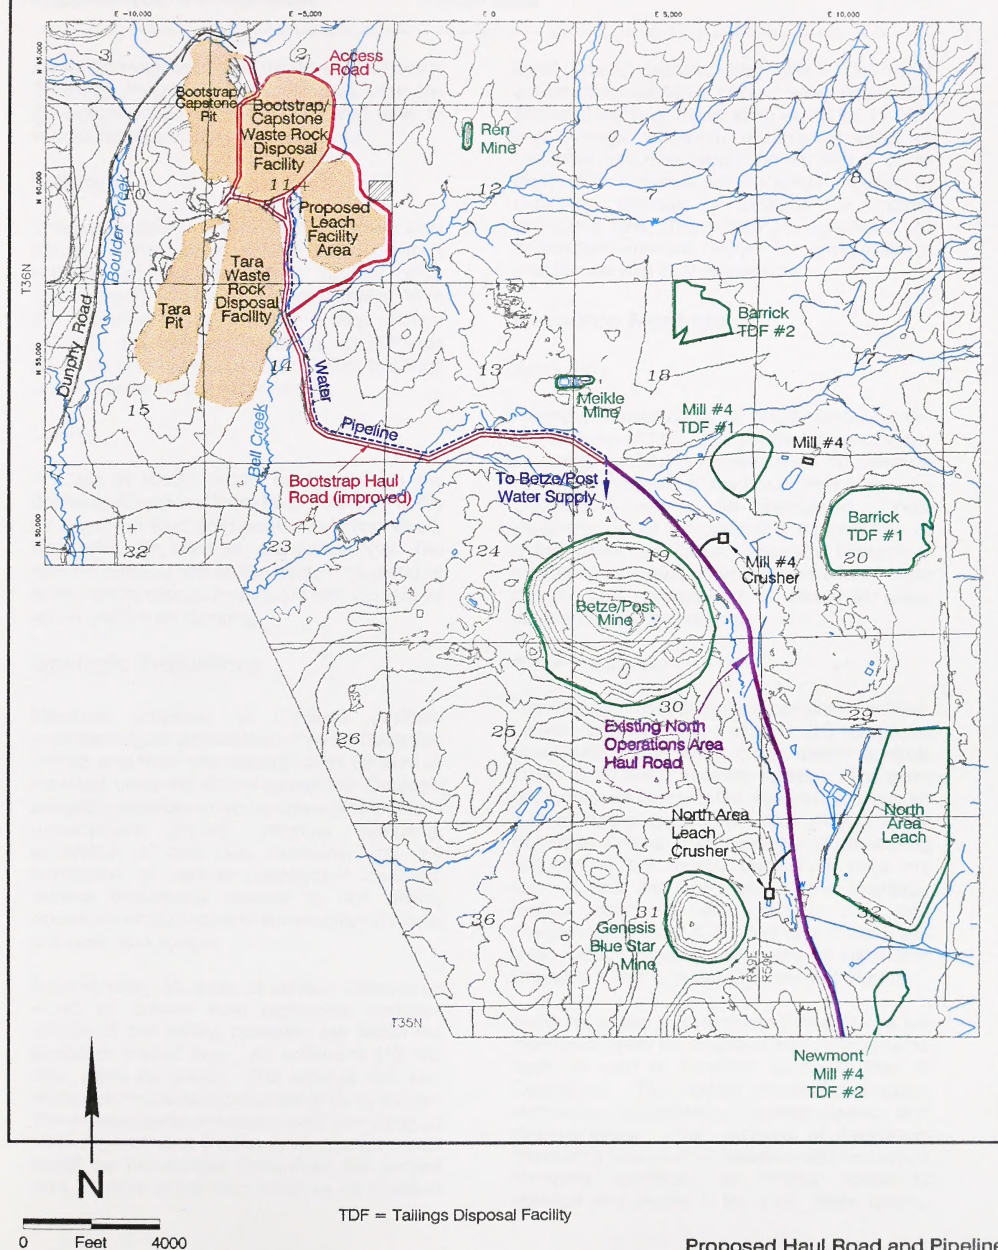 E -10,000
E -5,000
E 0
E 5,000
E 10,000
N 65,000
N 60,000
N 55,000
N 50,000
T36N
3
2
Access
Road
Bootstrap/
Capstone
Pit
Bootstrap/
Capstone
Waste Rock
Disposal
Facility
11
Ren
Mine
12
7
8
10
Boulder Creek
Proposed
Leach
Facility
Area
Tara
Waste
Rock
Disposal
Facility
Tara
Pit
Dunphy Road
Barrick
TDF #2
14
13
18
17
15
Water
Pipeline
Meikle
Mine
Mill #4
TDF #1
Mill #4
Bell Creek
Bootstrap Haul
Road (improved)
To Betze/Post
Water Supply
Barrick
TDF #1
22
23
24
19
20
Mill #4
Crusher
Betze/Post
Mine
30
29
26
25
Existing North
Operations Area
Haul Road
North Area
Leach
Crusher
North
Area
Leach
36
31
32
Genesis
Blue Star
Mine
R49E
R50E
T35N
Newmont
Mill #4
TDF #2
N
TDF = Tailings Disposal Facility
0 Feet 4000
Proposed Haul Road and Pipeline